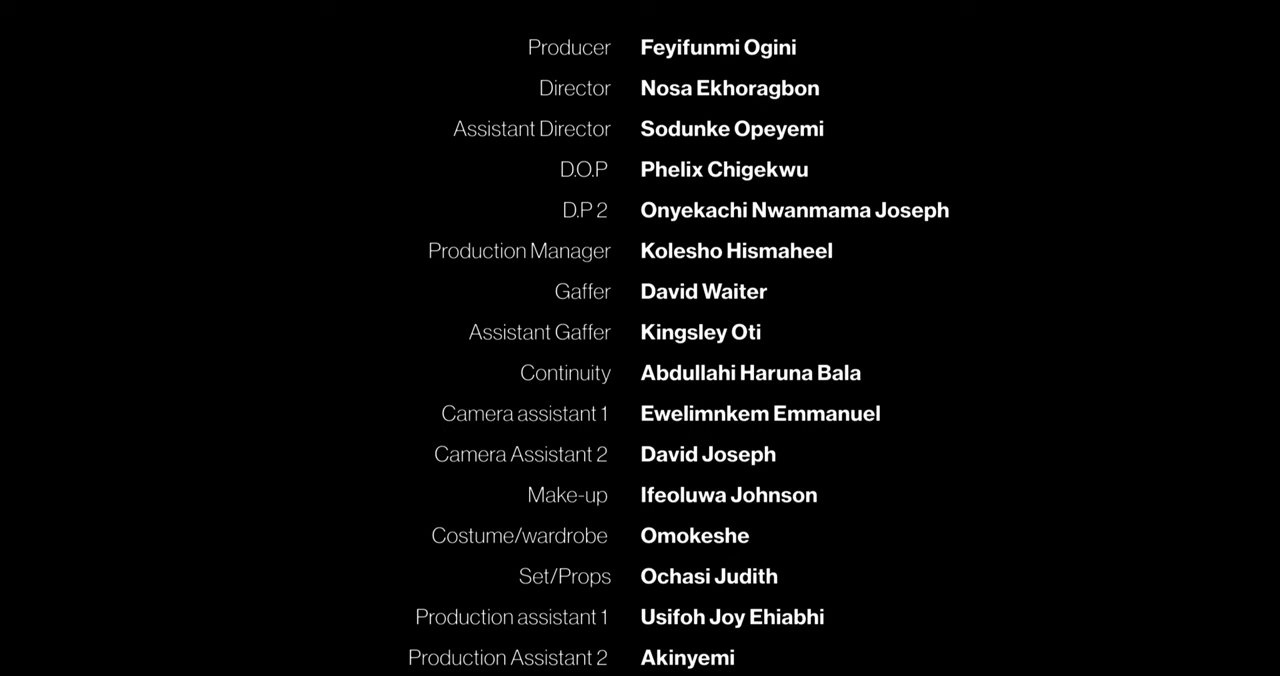 Producer Feyifunmi Ogini
Director Nosa Ekhoragbon
Assistant Director Sodunke Opeyemi
D.O.P Phelix Chigekwu
D.P 2 Onyekachi Nwanmama Joseph
Production Manager Kolesho Hismaheel
Gaffer David Waiter
Assistant Gaffer Kingsley Oti
Continuity Abdullahi Haruna Bala
Camera assistant 1 Ewelimnkem Emmanuel
Camera Assistant 2 David Joseph
Make-up Ifeoluwa Johnson
Costume/wardrobe Omokeshe
Set/Props Ochasi Judith
Production assistant 1 Usifoh Joy Ehiabhi
Production Assistant 2 Akinyemi